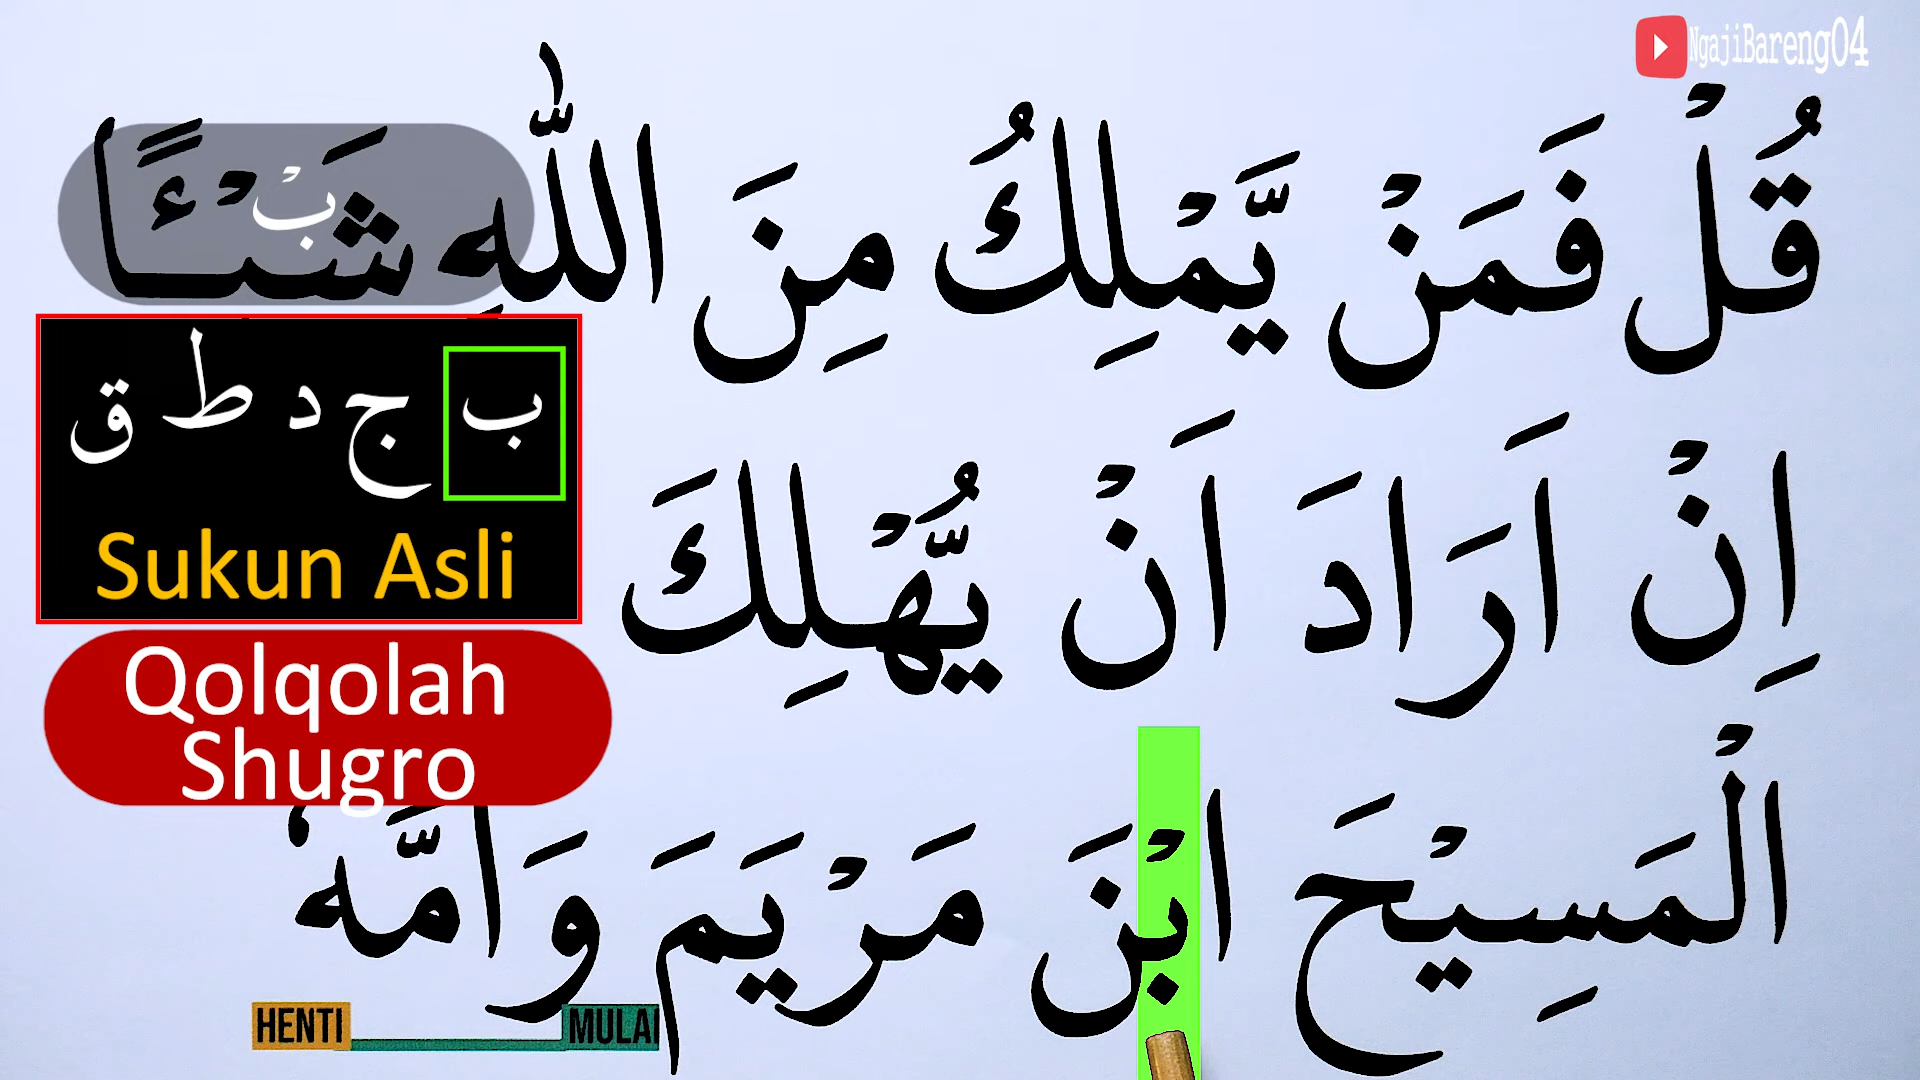 NgajiBareng04
قُلْ فَمَنْ يَّمْلِكُ مِنَ اللّٰهِ شَيْـًٔا
بْ
اِنْ اَرَادَ اَنْ يُّهْلِكَ
ب ج د ط ق
Sukun Asli
Qolqolah
Shugro
الْمَسِيْحَ ابْنَ مَرْيَمَ وَاُمَّهٗ
HENTI MULAI